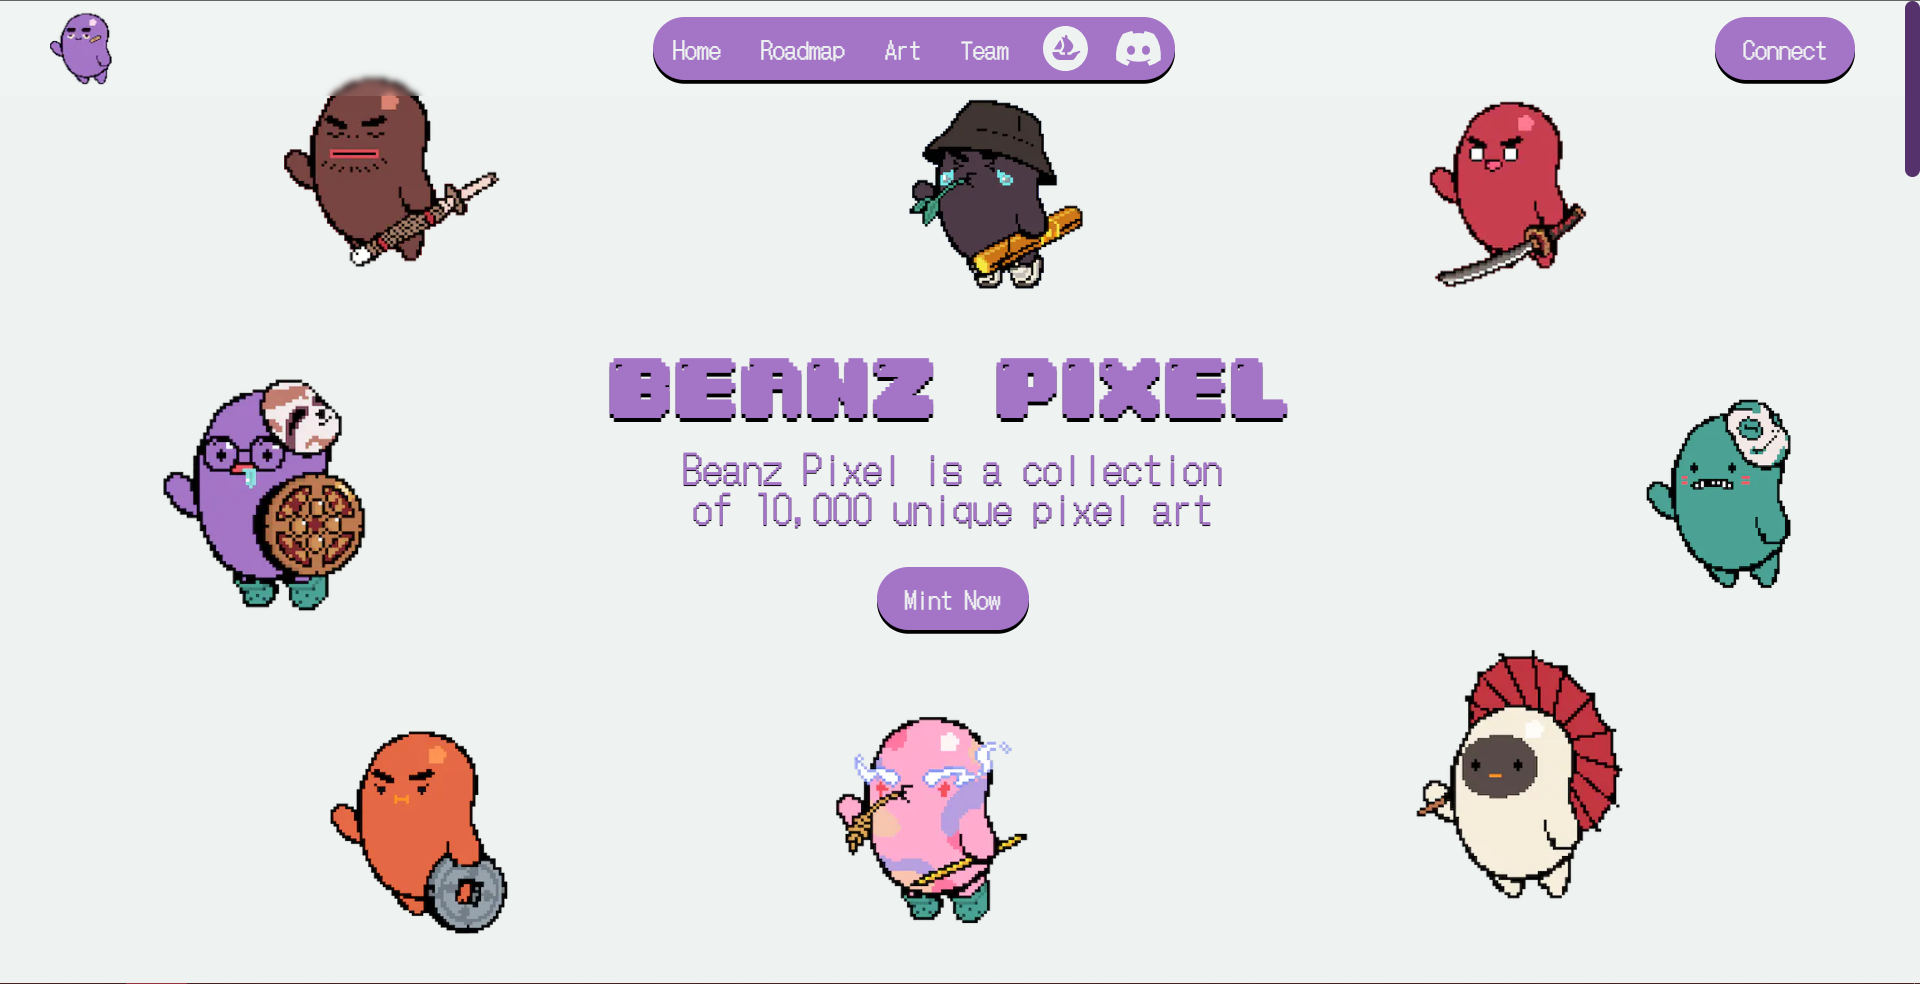 Home Roadmap Art Team
Connect
BEANZ PIXEL
Beanz Pixel is a collection
of 10,000 unique pixel art
Mint Now